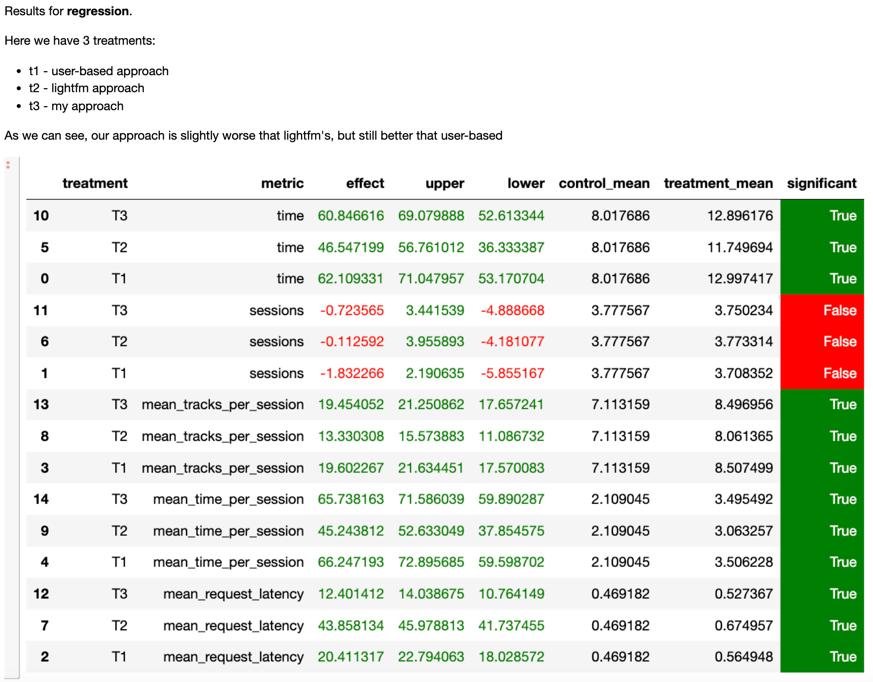 Results for regression.
Here we have 3 treatments:
• t1 - user-based approach
• t2 - lightfm approach
• t3 - my approach
As we can see, our approach is slightly worse that lightfm's, but still better that user-based
treatment metric effect upper lower control_mean treatment_mean significant
10 T3 time 60.846616 69.079888 52.613344 8.017686 12.896176 True
5 T2 time 46.547199 56.761012 36.333387 8.017686 11.749694 True
0 T1 time 62.109331 71.047957 53.170704 8.017686 12.997417 True
11 T3 sessions -0.723565 3.441539 -4.888668 3.777567 3.750234 False
6 T2 sessions -0.112592 3.955893 -4.181077 3.777567 3.773314 False
1 T1 sessions -1.832266 2.190635 -5.855167 3.777567 3.708352 False
13 T3 mean_tracks_per_session 19.454052 21.250862 17.657241 7.113159 8.496956 True
8 T2 mean_tracks_per_session 13.330308 15.573883 11.086732 7.113159 8.061365 True
3 T1 mean_tracks_per_session 19.602267 21.634451 17.570083 7.113159 8.507499 True
14 T3 mean_time_per_session 65.738163 71.586039 59.890287 2.109045 3.495492 True
9 T2 mean_time_per_session 45.243812 52.633049 37.854575 2.109045 3.063257 True
4 T1 mean_time_per_session 66.247193 72.895685 59.598702 2.109045 3.506228 True
12 T3 mean_request_latency 12.401412 14.038675 10.764149 0.469182 0.527367 True
7 T2 mean_request_latency 43.858134 45.978813 41.737455 0.469182 0.674957 True
2 T1 mean_request_latency 20.411317 22.794063 18.028572 0.469182 0.564948 True